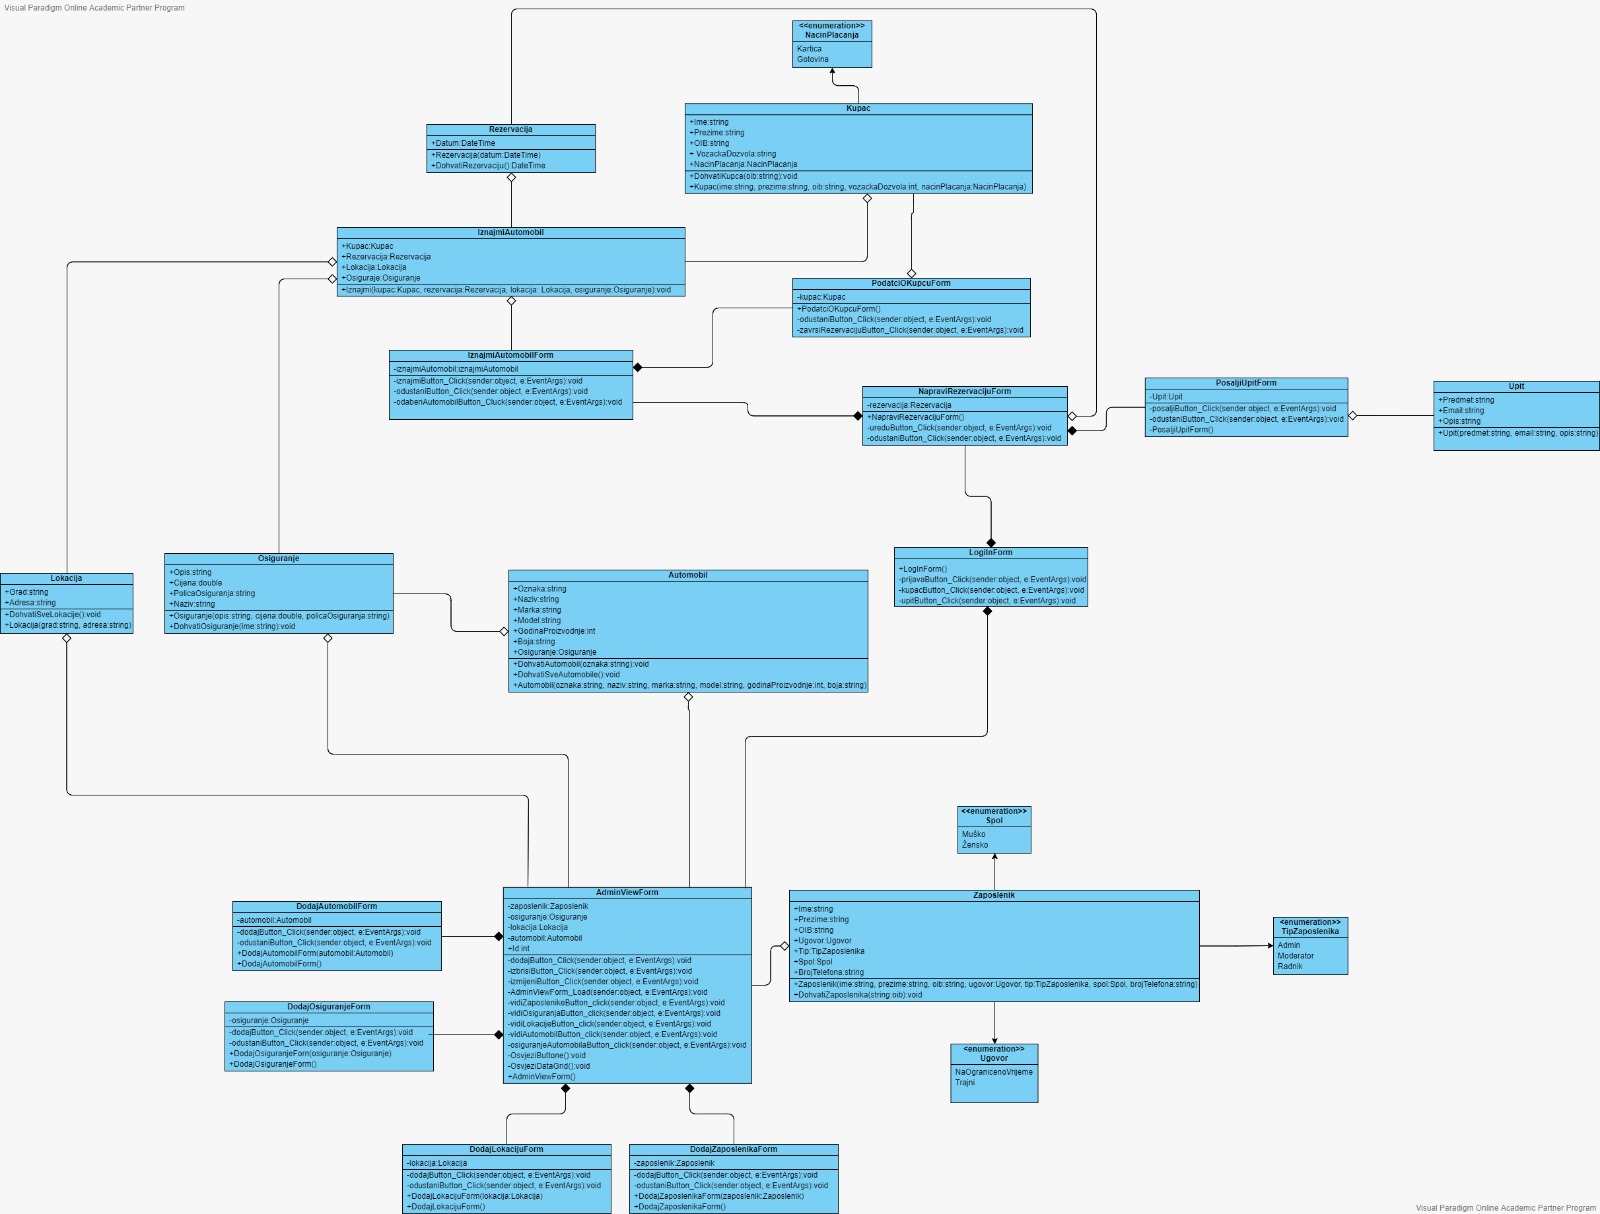 Visual Paradigm Online Academic Partner Program
<<enumeration>>
NacinPlacanja
Kartica
Gotovina
Kupac
+Ime:string
+Prezime:string
+OIB:string
+ VozackaDozvola:string
+NacinPlacanja:NacinPlacanja
+DohvatiKupca(oib:string):void
+Kupac(ime:string, prezime:string, oib:string, vozackaDozvola:int, nacinPlacanja:NacinPlacanja)
Rezervacija
+Datum:DateTime
+Rezervacija(datum:DateTime)
+DohvatiRezervaciju():DateTime
IznajmiAutomobil
+Kupac:Kupac
+Rezervacija:Rezervacija
+Lokacija:Lokacija
+Osiguraje:Osiguranje
+Iznajmi(kupac:Kupac, rezervacija:Rezervacija, lokacija: Lokacija, osiguranje:Osiguranje):void
PodatciOKupcuForm
-kupac:Kupac
+PodatciOKupcuForm()
-odustaniButton_Click(sender:object, e:EventArgs):void
-zavrsiRezervacijuButton_Click(sender:object, e:EventArgs):void
IznajmiAutomobilForm
-iznajmiAutomobil:iznajmiAutomobil
-iznajmiButton_Click(sender:object, e:EventArgs):void
-odustaniButton_Click(sender:object, e:EventArgs):void
-odaberiAutomobilButton_Cluck(sender:object, e:EventArgs):void
NapraviRezervacijuForm
-rezervacija:Rezervacija
+NapraviRezervacijuForm()
-ureduButton_Click(sender:object, e:EventArgs):void
-odustaniButton_Click(sender:object, e:EventArgs):void
PosaljiUpitForm
-Upit:Upit
-posaljiButton_Click(sender:object, e:EventArgs):void
-odustaniButton_Click(sender:object, e:EventArgs):void
-PosaljiUpitForm()
Upit
+Predmet:string
+Email:string
+Opis:string
+Upit(predmet:string, email:string, opis:string)
Lokacija
+Grad:string
+Adresa:string
+DohvatiSveLokacije():void
+Lokacija(grad:string, adresa:string)
Osiguranje
+Opis:string
+Cijena:double
+PolicaOsiguranja:string
+Naziv:string
+Osiguranje(opis:string, cijena:double, policaOsiguranja:string)
+DohvatiOsiguranje(ime:string):void
Automobil
+Oznaka:string
+Naziv:string
+Marka:string
+Model:string
+GodinaProizvodnje:int
+Boja:string
+Osiguranje:Osiguranje
+DohvatiAutomobil(oznaka:string):void
+DohvatiSveAutomobile():void
+Automobil(oznaka:string, naziv:string, marka:string, model:string, godinaProizvodnje:int, boja:string)
LogInForm
+LogInForm()
-prijavaButton_Click(sender:object, e:EventArgs):void
-kupacButton_Click(sender:object, e:EventArgs):void
-upitButton_Click(sender:object, e:EventArgs):void
<<enumeration>>
Spol
Muško
Žensko
Zaposlenik
+Ime:string
+Prezime:string
+OIB:string
+Ugovor:Ugovor
+Tip:TipZaposlenika
+Spol:Spol
+BrojTelefona:string
+Zaposlenik(ime:string, prezime:string, oib:string, ugovor:Ugovor, tip:TipZaposlenika, spol:Spol, brojTelefona:string)
+DohvatiZaposlenika(string:oib):void
<enumeration>>
TipZaposlenika
Admin
Moderator
Radnik
<enumeration>>
Ugovor
NaOgranicenoVrijeme
Trajni
AdminViewForm
-zaposlenik:Zaposlenik
-osiguranje:Osiguranje
-lokacija:Lokacija
-automobil:Automobil
+Id:int
-dodajButton_Click(sender:object, e:EventArgs):void
-izbrisiButton_Click(sender:object, e:EventArgs):void
-izmijeniButton_Click(sender:object, e:EventArgs):void
-AdminViewForm_Load(sender:object, e:EventArgs):void
-vidiZaposlenikeButton_click(sender:object, e:EventArgs):void
-vidiOsiguranjaButton_click(sender:object, e:EventArgs):void
-vidiLokacijeButton_click(sender:object, e:EventArgs):void
-vidiAutomobilButton_click(sender:object, e:EventArgs):void
-osiguranjeAutomobilaButton_click(sender:object, e:EventArgs):void
-OsvjeziButtone():void
-OsvjeziDataGrid():void
+AdminViewForm()
DodajAutomobilForm
-automobil:Automobil
-dodajButton_Click(sender:object, e:EventArgs):void
-odustaniButton_Click(sender:object, e:EventArgs):void
+DodajAutomobilForm(automobil:Automobil)
+DodajAutomobilForm()
DodajOsiguranjeForm
-osiguranje:Osiguranje
-dodajButton_Click(sender:object, e:EventArgs):void
-odustaniButton_Click(sender:object, e:EventArgs):void
+DodajOsiguranjeForm(osiguranje:Osiguranje)
+DodajOsiguranjeForm()
DodajLokacijuForm
-lokacija:Lokacija
-dodajButton_Click(sender:object, e:EventArgs):void
-odustaniButton_Click(sender:object, e:EventArgs):void
+DodajLokacijuForm(lokacija:Lokacija)
+DodajLokacijuForm()
DodajZaposlenikaForm
-zaposlenik:Zaposlenik
-dodajButton_Click(sender:object, e:EventArgs):void
-odustaniButton_Click(sender:object, e:EventArgs):void
+DodajZaposlenikaForm(zaposlenik:Zaposlenik)
+DodajZaposlenikaForm()
Visual Paradigm Online Academic Partner Program